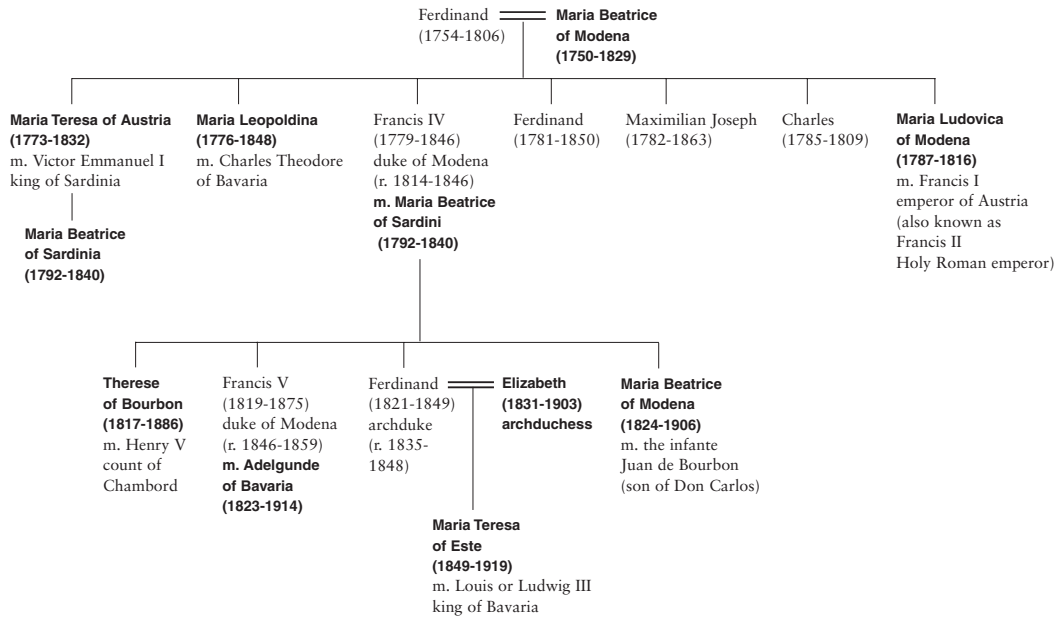 Ferdinand
(1754-1806)
Maria Beatrice
of Modena
(1750-1829)
Maria Teresa of Austria
(1773-1832)
m. Victor Emmanuel I
king of Sardinia
Maria Beatrice
of Sardinia
(1792-1840)
Maria Leopoldina
(1776-1848)
m. Charles Theodore
of Bavaria
Francis IV
(1779-1846)
duke of Modena
(r. 1814-1846)
m. Maria Beatrice
of Sardini
(1792-1840)
Ferdinand
(1781-1850)
Maximilian Joseph
(1782-1863)
Charles
(1785-1809)
Maria Ludovica
of Modena
(1787-1816)
m. Francis I
emperor of Austria
(also known as
Francis II
Holy Roman emperor)
Therese
of Bourbon
(1817-1886)
m. Henry V
count of
Chambord
Francis V
(1819-1875)
duke of Modena
(r. 1846-1859)
m. Adelgunde
of Bavaria
(1823-1914)
Ferdinand
(1821-1849)
archduke
(r. 1835-
1848)
Elizabeth
(1831-1903)
archduchess
Maria Beatrice
of Modena
(1824-1906)
m. the infante
Juan de Bourbon
(son of Don Carlos)
Maria Teresa
of Este
(1849-1919)
m. Louis or Ludwig III
king of Bavaria